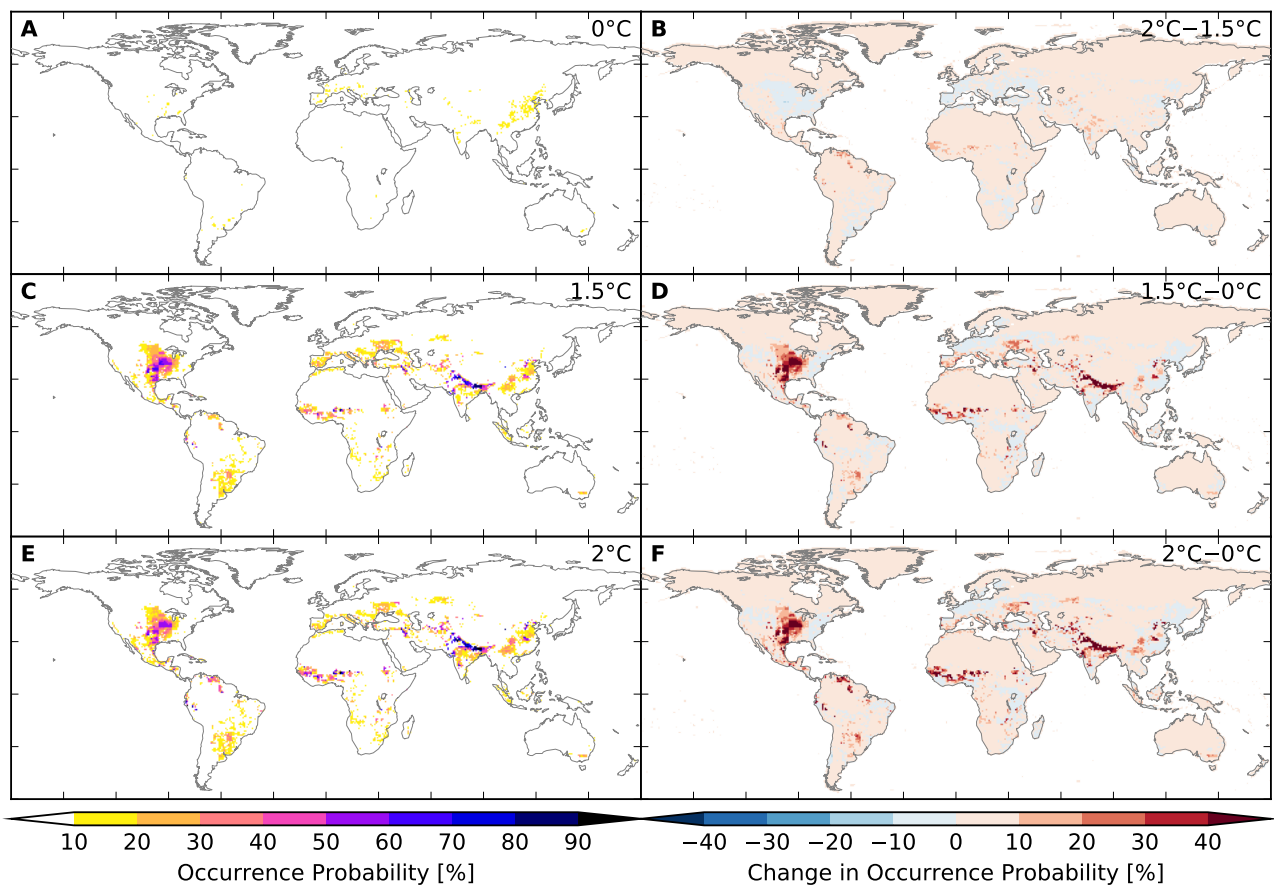 A 0°C
B 2°C−1.5°C
C 1.5°C
D 1.5°C−0°C
E 2°C
F 2°C−0°C
10 20 30 40 50 60 70 80 90
Occurrence Probability [%]
−40 −30 −20 −10 0 10 20 30 40
Change in Occurrence Probability [%]